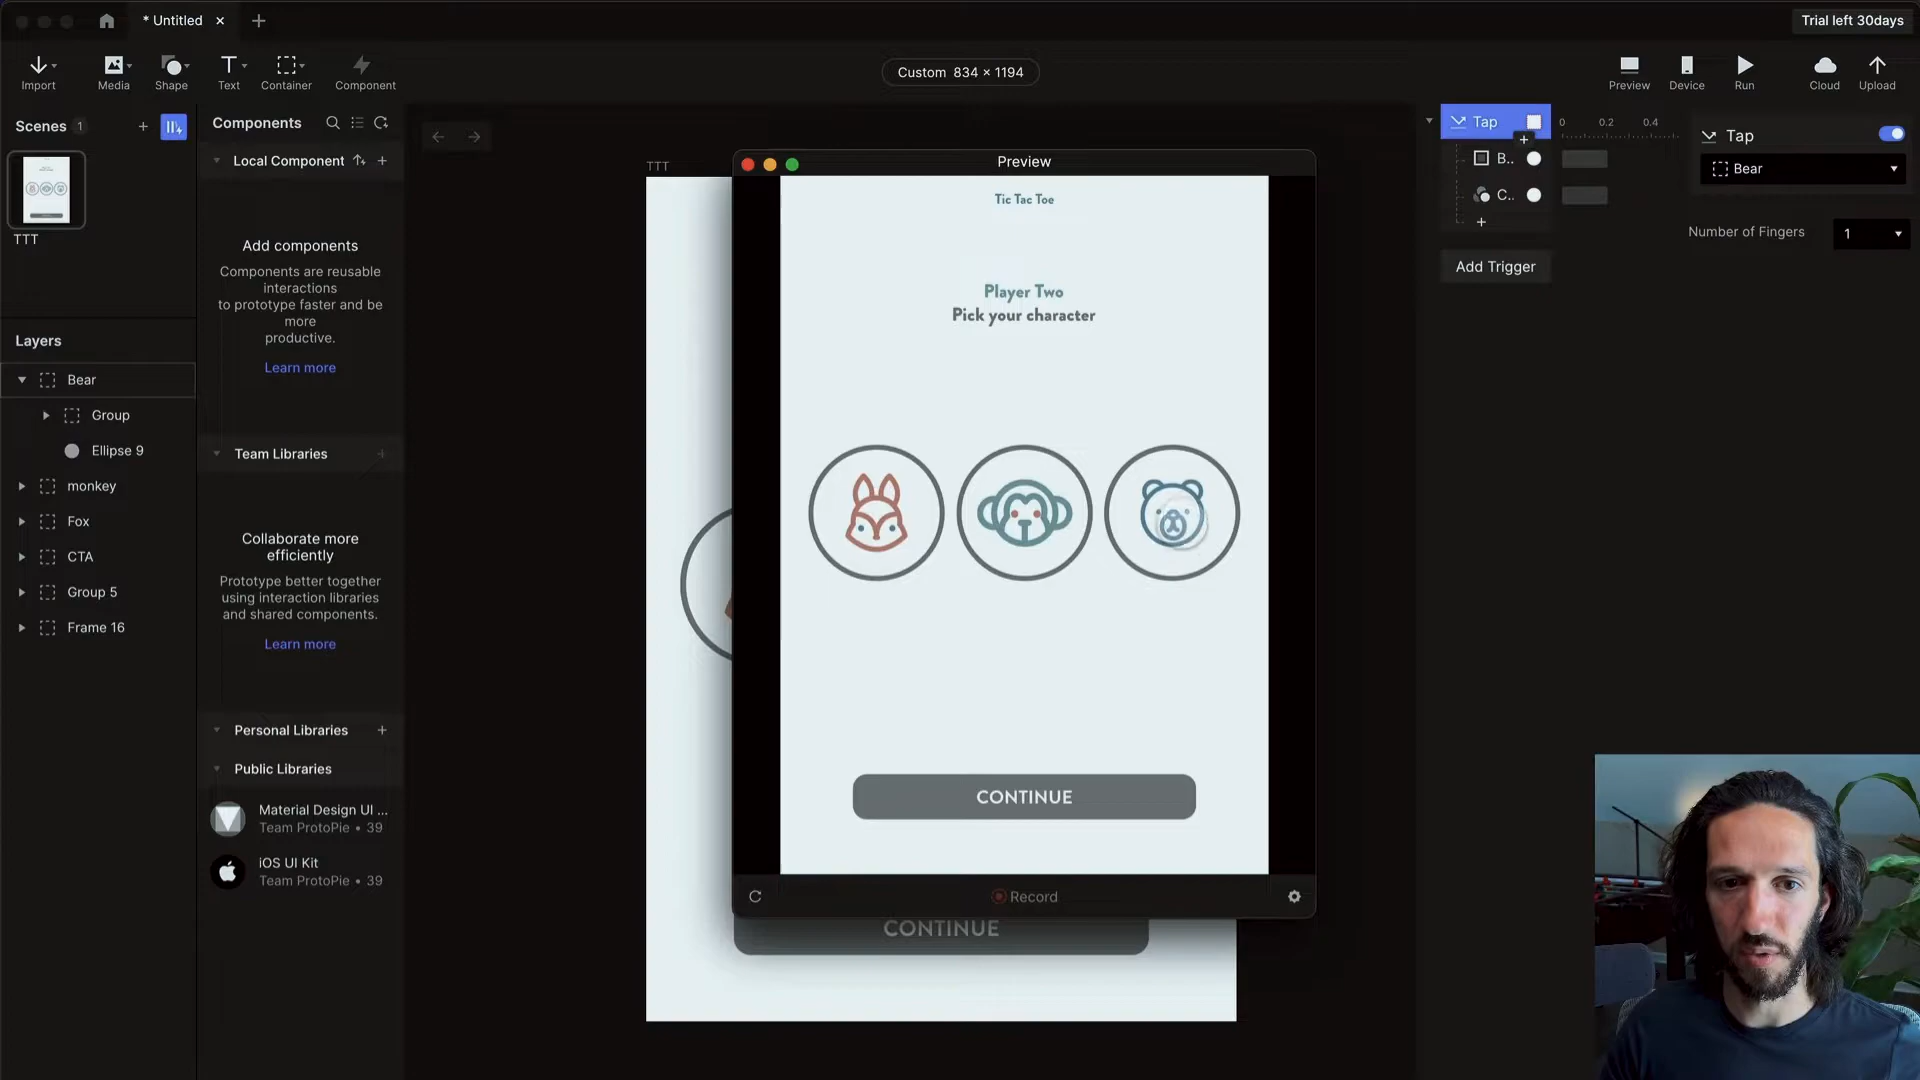 * Untitled
Trial left 30days
Import
Media
Shape
Text
Container
Component
Custom 834 × 1194
Preview
Device
Run
Cloud
Upload
Scenes 1
TTT
Layers
Bear
Group
Ellipse 9
monkey
Fox
CTA
Group 5
Frame 16
Components
Local Component
Add components
Components are reusable
interactions
to prototype faster and be
more
productive.
Learn more
Team Libraries
Collaborate more
efficiently
Prototype better together
using interaction libraries
and shared components.
Learn more
Personal Libraries
Public Libraries
Material Design UI ...
Team ProtoPie • 39
iOS UI Kit
Team ProtoPie • 39
TTT
Preview
Tic Tac Toe
Player Two
Pick your character
CONTINUE
Record
CONTINUE
Tap
B..
C..
Add Trigger
0 0.2 0.4
Tap
Bear
Number of Fingers 1